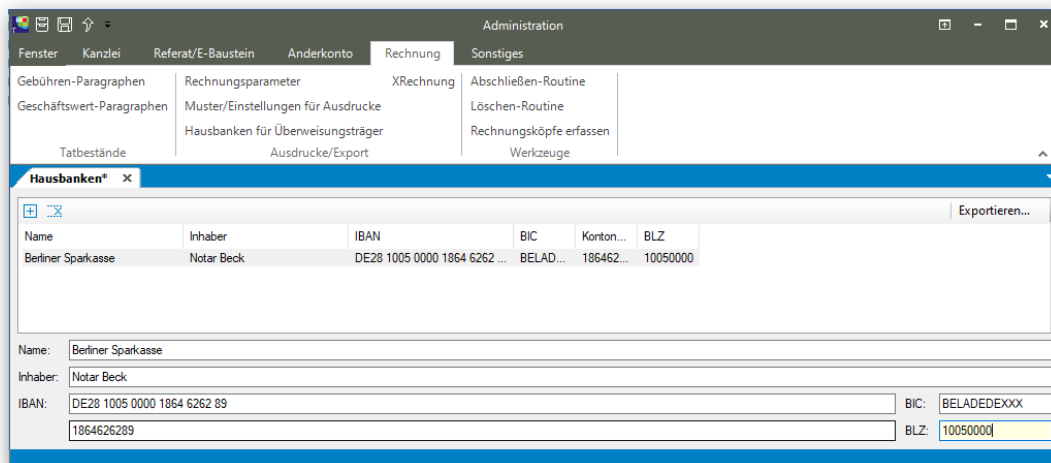 Administration
Fenster Kanzlei Referat/E-Baustein Anderkonto Rechnung Sonstiges
Gebühren-Paragraphen Rechnungsparameter XRechnung Abschließen-Routine
Geschäftswert-Paragraphen Muster/Einstellungen für Ausdrucke Löschen-Routine
Hausbanken für Überweisungsträger Rechnungsköpfe erfassen
Tatbestände Ausdrucke/Export Werkzeuge
Hausbanken*
Exportieren...
Name Inhaber IBAN BIC Konton... BLZ
Berliner Sparkasse Notar Beck DE28 1005 0000 1864 6262 ... BELAD... 186462... 10050000
Name: Berliner Sparkasse
Inhaber: Notar Beck
IBAN: DE28 1005 0000 1864 6262 89 BIC: BELADEDEXXX
1864626289 BLZ: 10050000